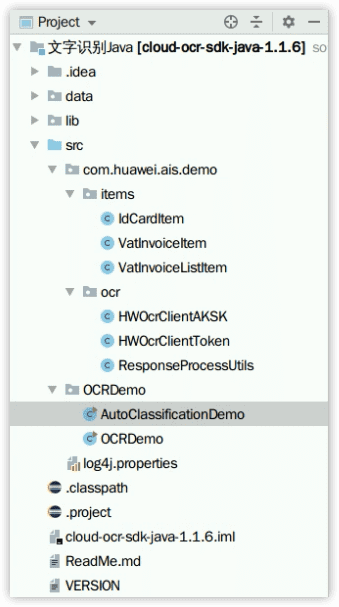 Project
文字识别Java [cloud-ocr-sdk-java-1.1.6] so
.idea
data
lib
src
com.huawei.ais.demo
items
IdCardItem
VatInvoiceItem
VatInvoiceListItem
ocr
HWOcrClientAKSK
HWOcrClientToken
ResponseProcessUtils
OCRDemo
AutoClassificationDemo
OCRDemo
log4j.properties
.classpath
.project
cloud-ocr-sdk-java-1.1.6.iml
ReadMe.md
VERSION